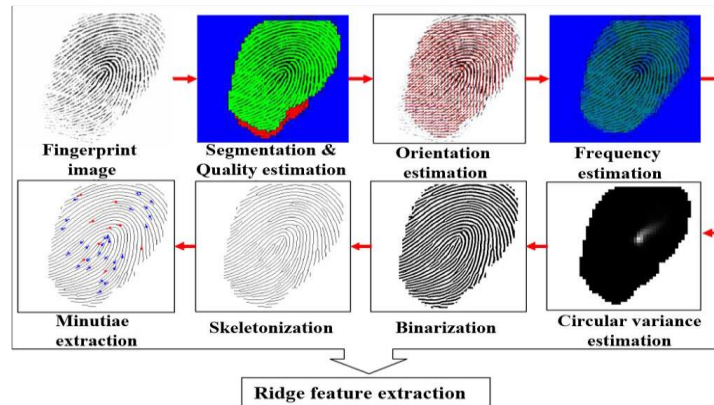 Fingerprint
image
Segmentation &
Quality estimation
Orientation
estimation
Frequency
estimation
Minutiae
extraction
Skeletonization
Binarization
Circular variance
estimation
Ridge feature extraction